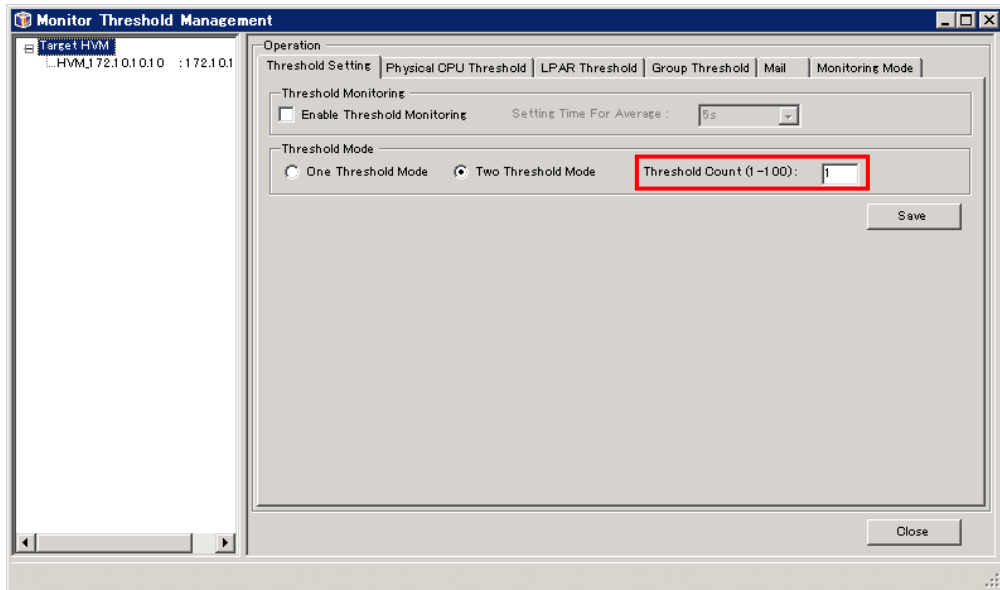 Monitor Threshold Management
Target HVM
HVM_172.10.10.10 :172.10.1
Operation
Threshold Setting Physical CPU Threshold LPAR Threshold Group Threshold Mail Monitoring Mode
Threshold Monitoring
Enable Threshold Monitoring Setting Time For Average : 5s
Threshold Mode
One Threshold Mode Two Threshold Mode Threshold Count (1-100): 1
Save
Close